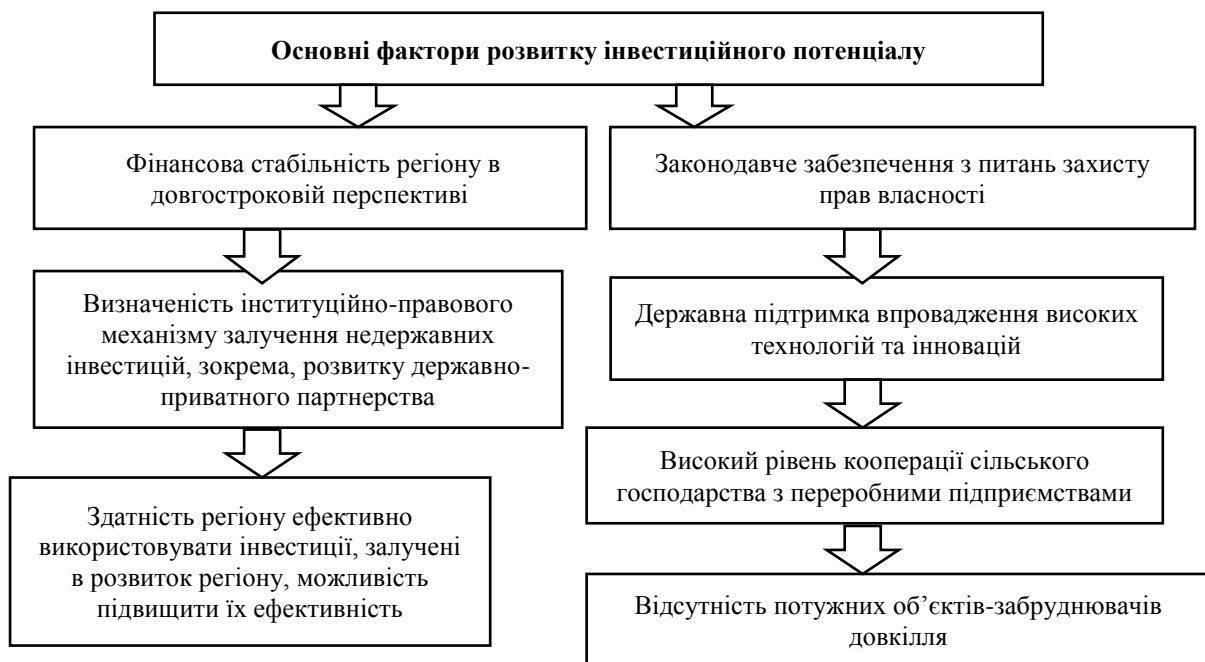 Основні фактори розвитку інвестиційного потенціалу
Фінансова стабільність регіону в
довгостроковій перспективі
Визначеність інституційно-правового
механізму залучення недержавних
інвестицій, зокрема, розвитку державно-
приватного партнерства
Здатність регіону ефективно
використовувати інвестиції, залучені
в розвиток регіону, можливість
підвищити їх ефективність
Законодавче забезпечення з питань захисту
прав власності
Державна підтримка впровадження високих
технологій та інновацій
Високий рівень кооперації сільського
господарства з переробними підприємствами
Відсутність потужних об’єктів-забруднювачів
довкілля